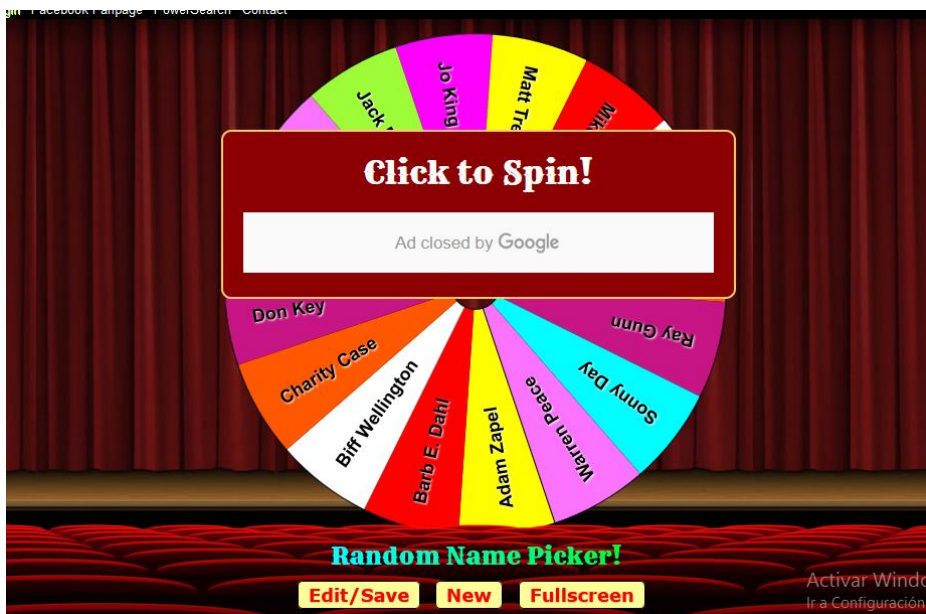 Facebook Fanpage PowerSearch Contact
Jack
Jo King
Matt Tre
Mik
Click to Spin!
Ad closed by Google
Don Key
Ray Gunn
Charity Case
Sonny Day
Biff Wellington
Warren Peace
Barb E. Dahl
Adam Zapel
Random Name Picker!
Edit/Save New Fullscreen
Activar Windo
Ir a Configuración